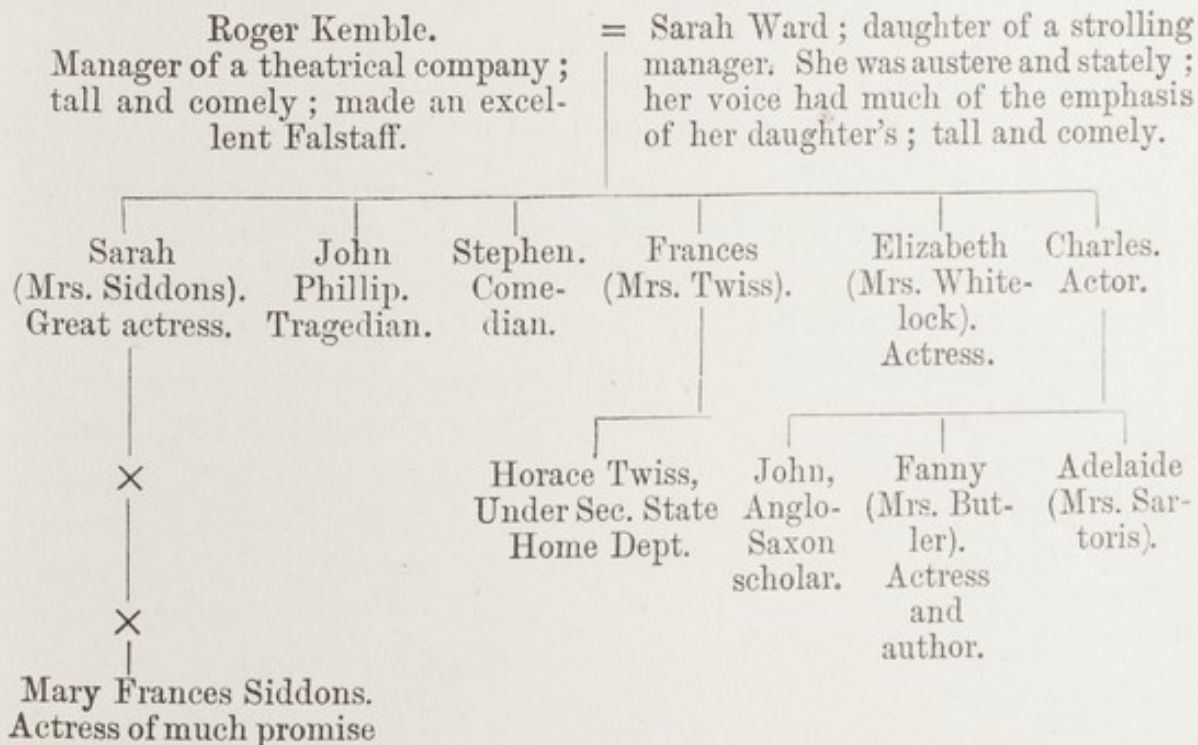 Roger Kemble.
Manager of a theatrical company ;
tall and comely ; made an excel-
lent Falstaff.
= Sarah Ward ; daughter of a strolling
manager. She was austere and stately ;
her voice had much of the emphasis
of her daughter's ; tall and comely.
Sarah
(Mrs. Siddons).
Great actress.
John
Phillip.
Tragedian.
Stephen.
Come-
dian.
Frances
(Mrs. Twiss).
Elizabeth
(Mrs. White-
lock).
Actress.
Charles.
Actor.
×
×
Mary Frances Siddons.
Actress of much promise
Horace Twiss,
Under Sec. State
Home Dept.
John,
Anglo-
Saxon
scholar.
Fanny
(Mrs. But-
ler).
Actress
and
author.
Adelaide
(Mrs. Sar-
toris).